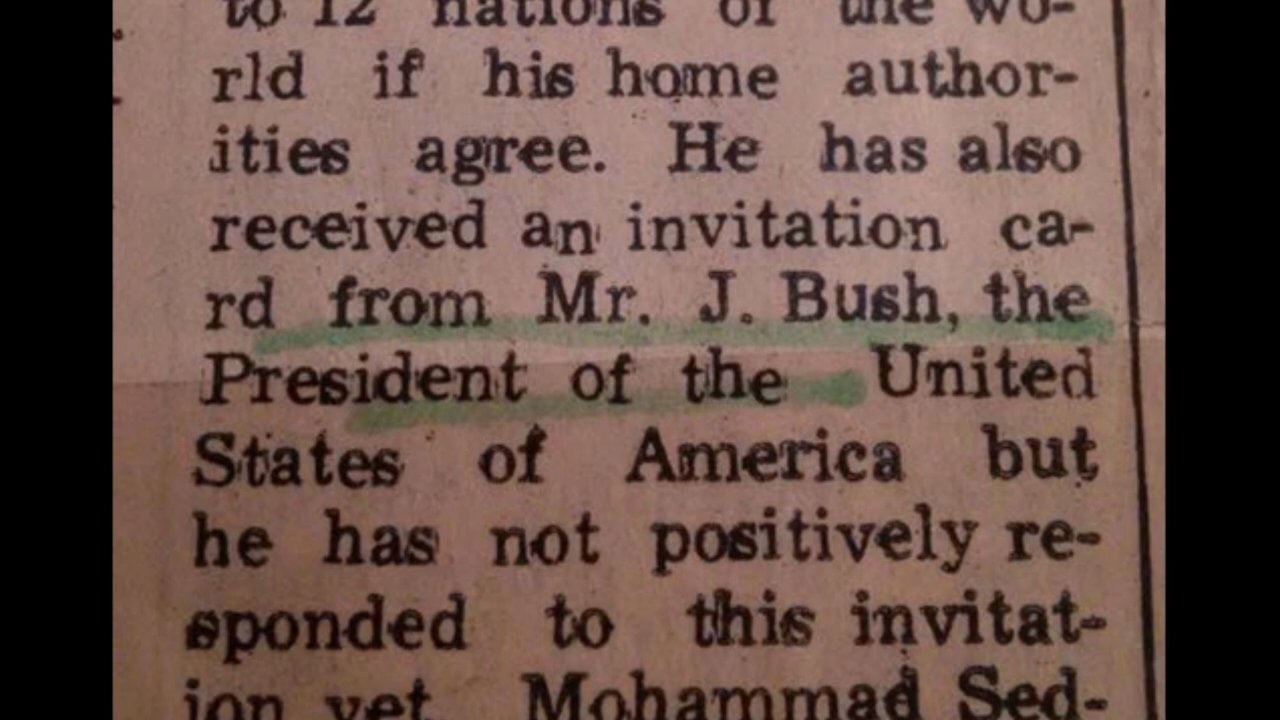 to 12 nations of the wo-
rld if his home author-
ities agree. He has also
received an invitation ca-
rd from Mr. J. Bush, the
President of the United
States of America but
he has not positively re-
sponded to this invitat-
ion yet. Mohammad Sed-